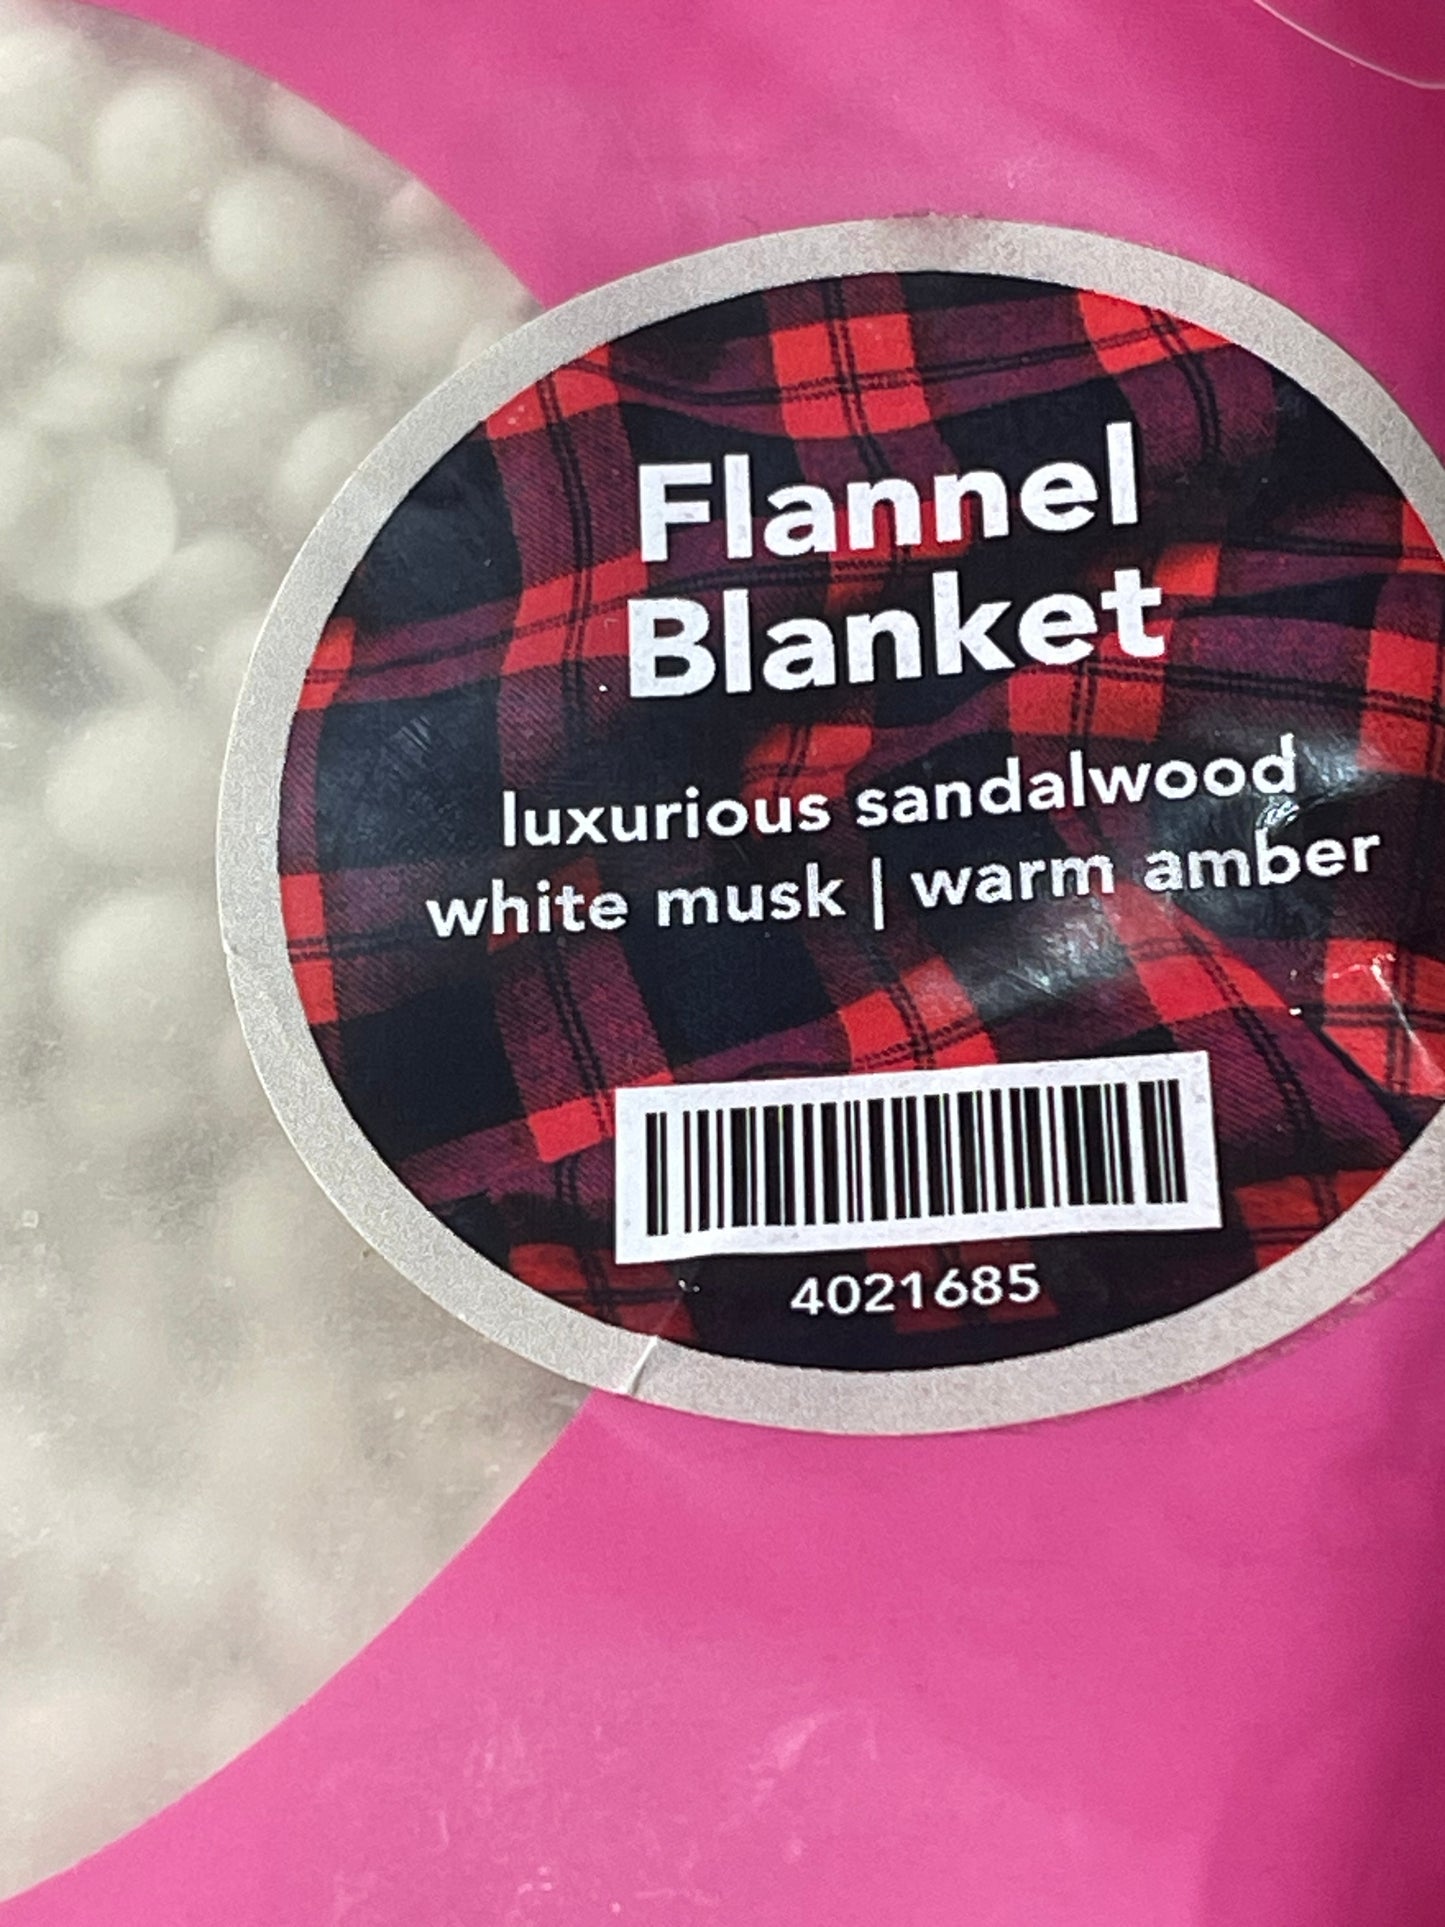 Flannel
Blanket
luxurious sandalwood
white musk | warm amber
4021685